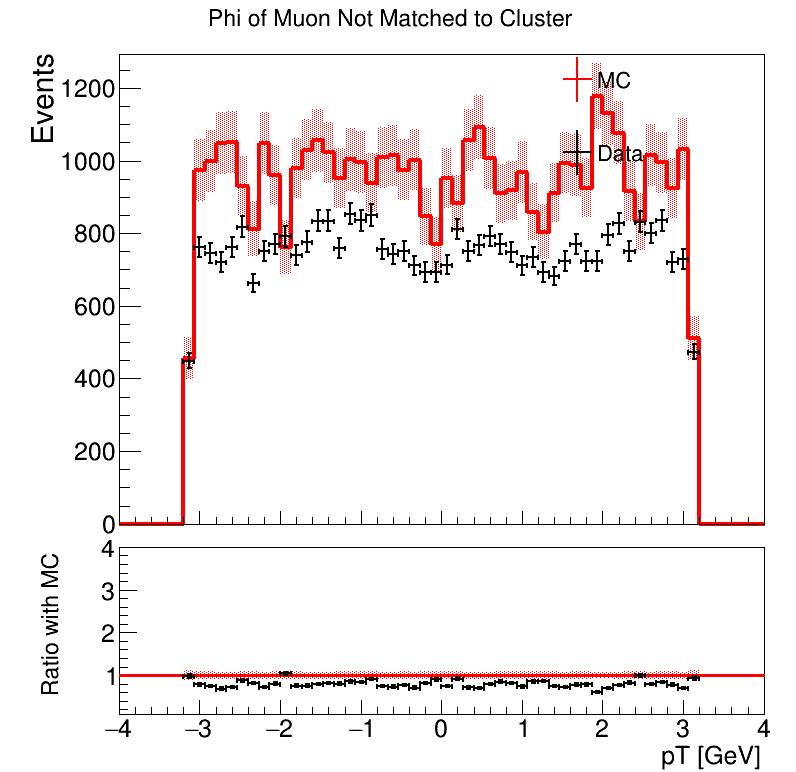 Phi of Muon Not Matched to Cluster
Events
1200
1000
800
600
400
200
0
MC
Data
Ratio with MC
4
3
2
1
−4 −3 −2 −1 0 1 2 3 4
pT [GeV]